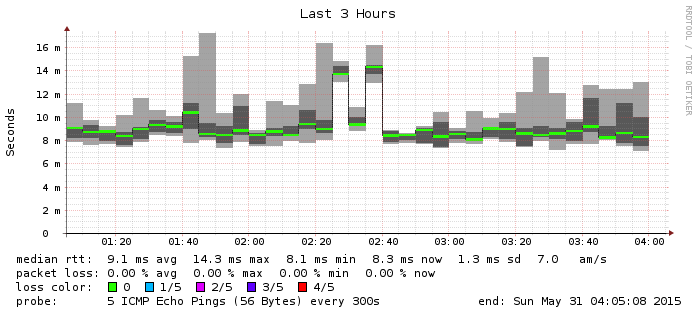 Last 3 Hours
RRDTOOL / TOBI OETIKER
Seconds
16 m
14 m
12 m
10 m
8 m
6 m
4 m
2 m
0
01:20 01:40 02:00 02:20 02:40 03:00 03:20 03:40 04:00
median rtt: 9.1 ms avg 14.3 ms max 8.1 ms min 8.3 ms now 1.3 ms sd 7.0 am/s
packet loss: 0.00 % avg 0.00 % max 0.00 % min 0.00 % now
loss color: 0 1/5 2/5 3/5 4/5
probe: 5 ICMP Echo Pings (56 Bytes) every 300s end: Sun May 31 04:05:08 2015